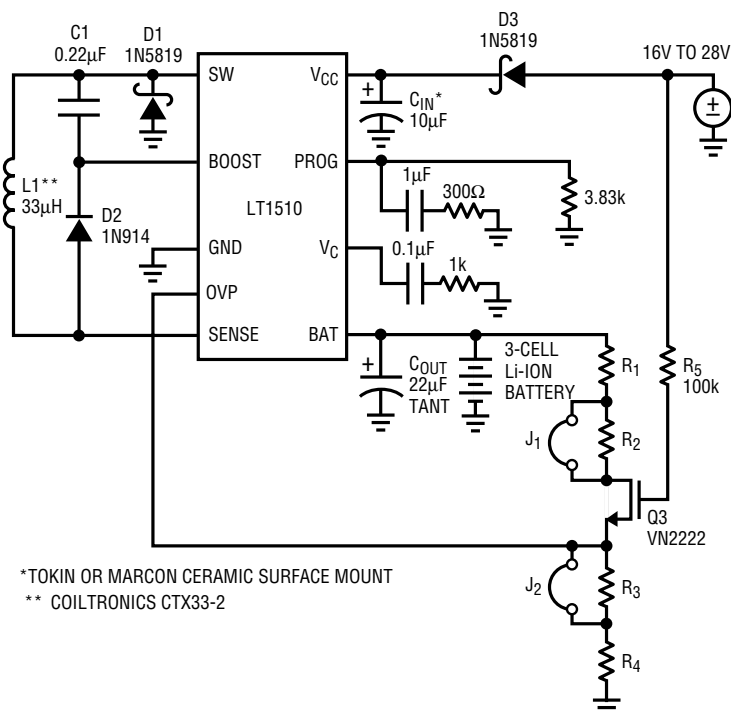 C1
0.22µF
D1
1N5819
D3
1N5819
16V TO 28V
SW
VCC
CIN*
10µF
+
±
BOOST
PROG
1µF
300Ω
3.83k
L1**
33µH
D2
1N914
LT1510
GND
VC
0.1µF
1k
OVP
SENSE
BAT
+
COUT
22µF
TANT
3-CELL
Li-ION
BATTERY
R1
R5
100k
J1
R2
Q3
VN2222
J2
R3
R4
*TOKIN OR MARCON CERAMIC SURFACE MOUNT
** COILTRONICS CTX33-2